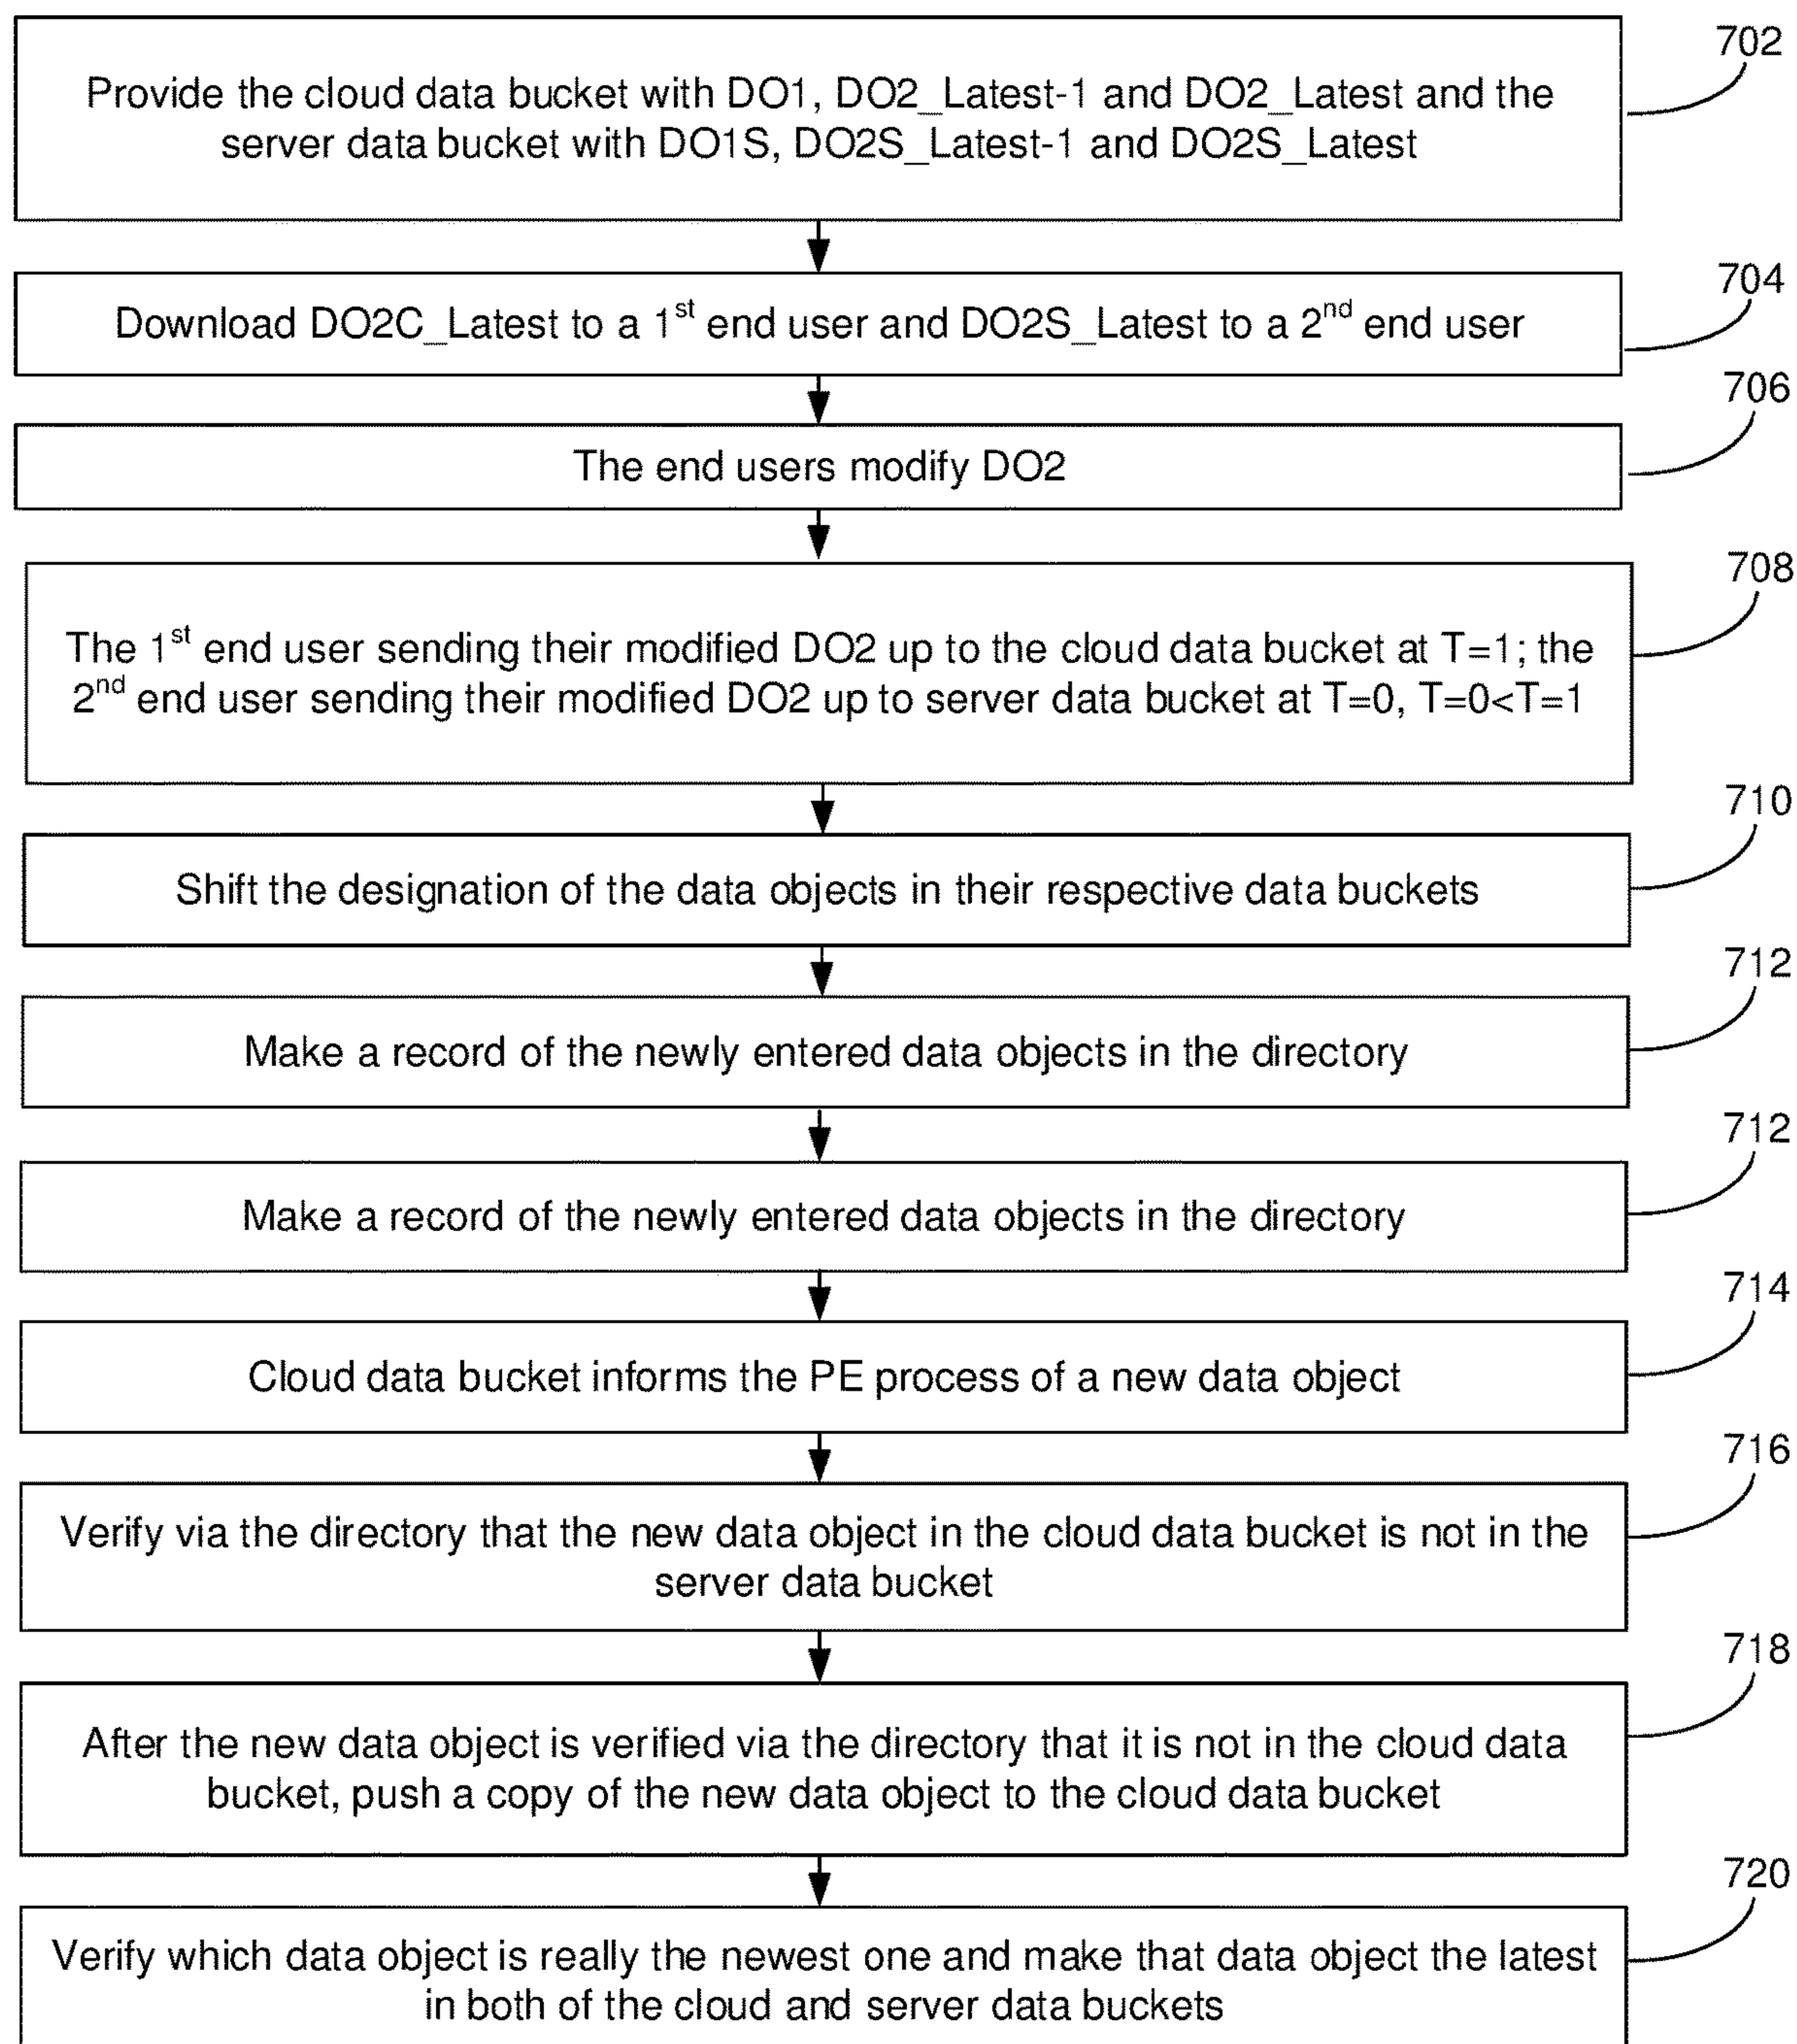 702
Provide the cloud data bucket with DO1, DO2_Latest-1 and DO2_Latest and the
server data bucket with DO1S, DO2S_Latest-1 and DO2S_Latest
704
Download DO2C_Latest to a 1st end user and DO2S_Latest to a 2nd end user
706
The end users modify DO2
708
The 1st end user sending their modified DO2 up to the cloud data bucket at T=1; the
2nd end user sending their modified DO2 up to server data bucket at T=0, T=0<T=1
710
Shift the designation of the data objects in their respective data buckets
712
Make a record of the newly entered data objects in the directory
712
Make a record of the newly entered data objects in the directory
714
Cloud data bucket informs the PE process of a new data object
716
Verify via the directory that the new data object in the cloud data bucket is not in the
server data bucket
718
After the new data object is verified via the directory that it is not in the cloud data
bucket, push a copy of the new data object to the cloud data bucket
720
Verify which data object is really the newest one and make that data object the latest
in both of the cloud and server data buckets